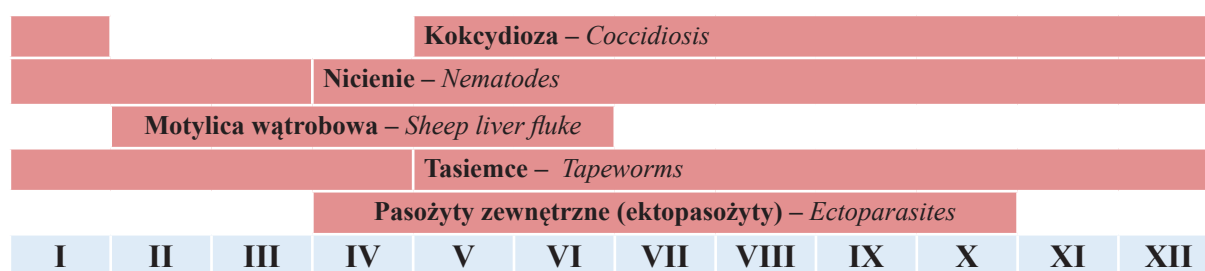 Kokcydioza – Coccidiosis
Nicienie – Nematodes
Motylica wątrobowa – Sheep liver fluke
Tasiemce – Tapeworms
Pasożyty zewnętrzne (ektopasożyty) – Ectoparasites
I II III IV V VI VII VIII IX X XI XII